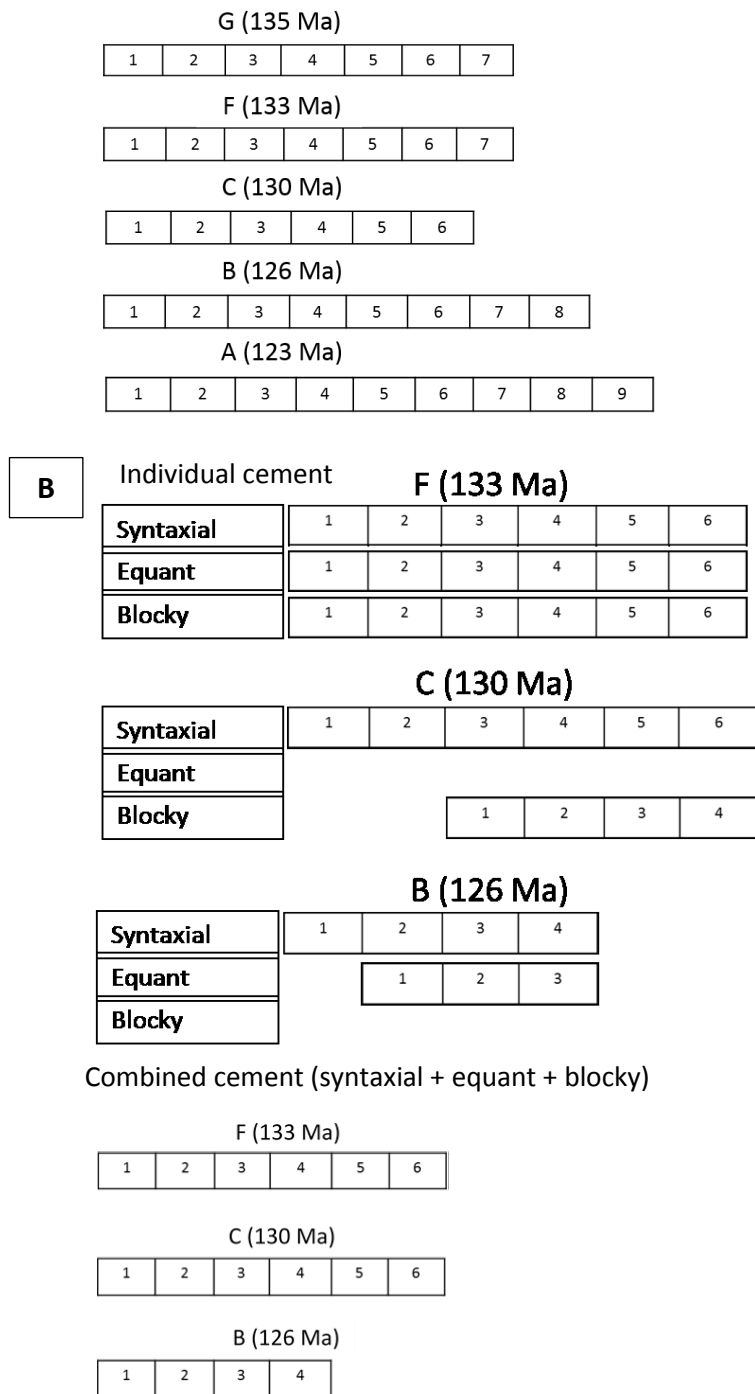 G (135 Ma)
1 2 3 4 5 6 7
F (133 Ma)
1 2 3 4 5 6 7
C (130 Ma)
1 2 3 4 5 6
B (126 Ma)
1 2 3 4 5 6 7 8
A (123 Ma)
1 2 3 4 5 6 7 8 9
B Individual cement
F (133 Ma)
Syntaxial 1 2 3 4 5 6
Equant 1 2 3 4 5 6
Blocky 1 2 3 4 5 6
C (130 Ma)
Syntaxial 1 2 3 4 5 6
Equant
Blocky 1 2 3 4
B (126 Ma)
Syntaxial 1 2 3 4
Equant 1 2 3
Blocky
Combined cement (syntaxial + equant + blocky)
F (133 Ma)
1 2 3 4 5 6
C (130 Ma)
1 2 3 4 5 6
B (126 Ma)
1 2 3 4